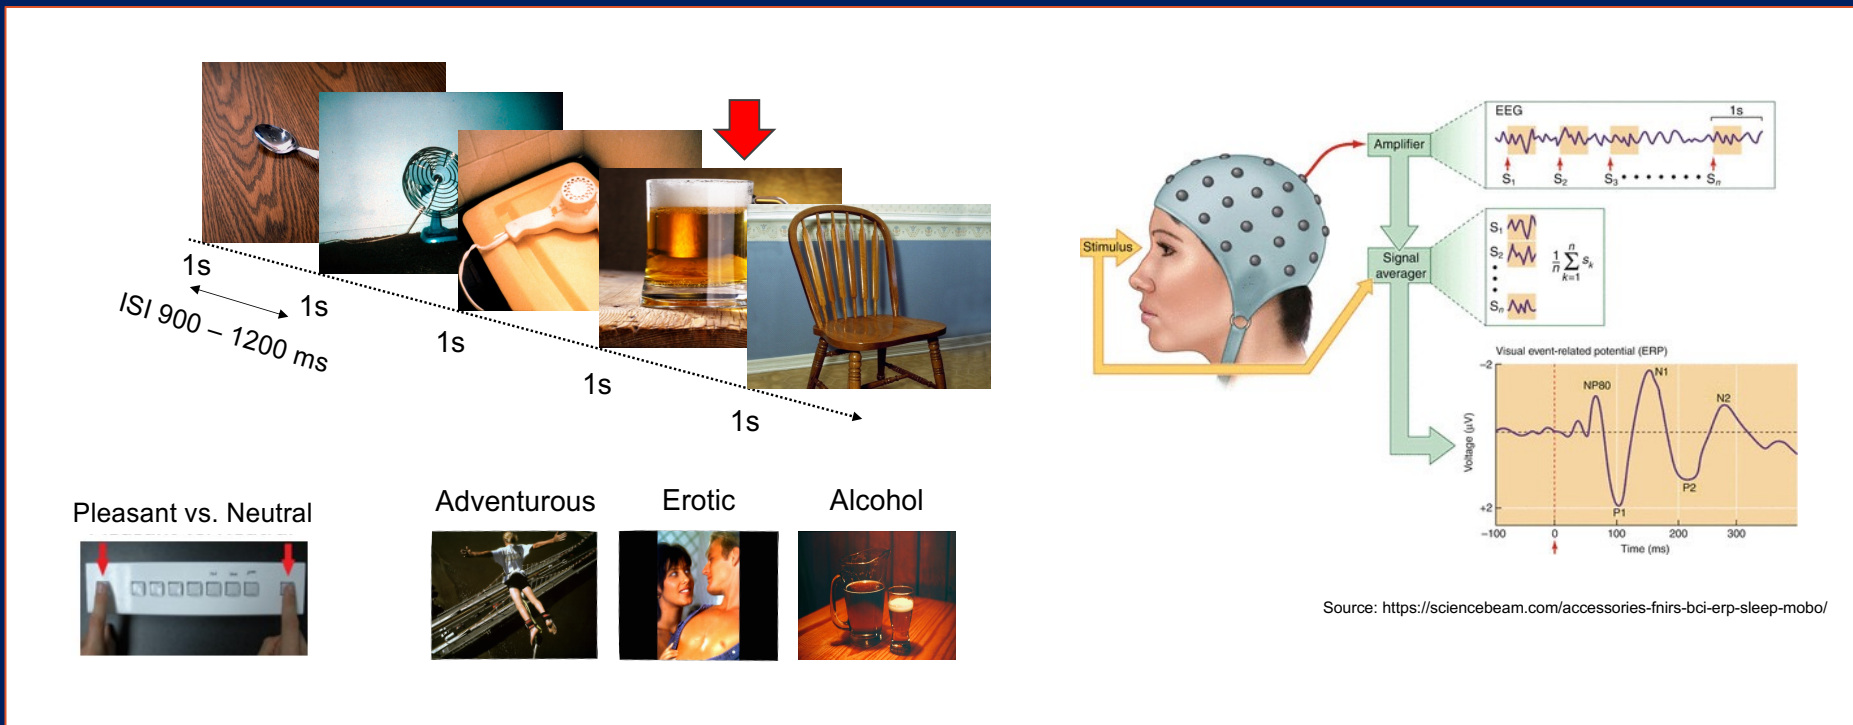 1s
ISI 900 – 1200 ms
1s
1s
1s
1s
Pleasant vs. Neutral
Adventurous
Erotic
Alcohol
Stimulus
Amplifier
Signal
averager
EEG
1s
S1 S2 S3 Sn
S1
S2
Sn
1/n n∑k=1 sk
Visual event-related potential (ERP)
Voltage (µV)
−2
+2
NP80
N1
N2
P1
P2
−100 0 100 200 300
Time (ms)
Source: https://sciencebeam.com/accessories-fnirs-bci-erp-sleep-mobo/